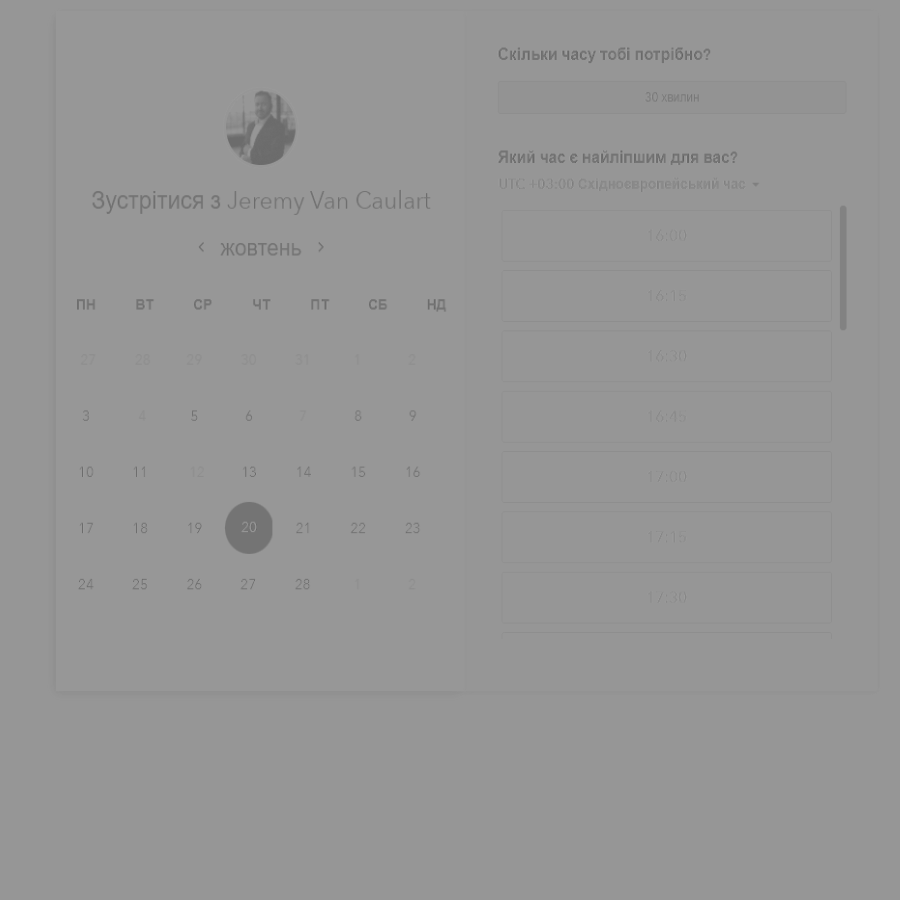 Зустрітися з Jeremy Van Caulart
жовтень
ПН ВТ СР ЧТ ПТ СБ НД
27 28 29 30 31 1 2
3 4 5 6 7 8 9
10 11 12 13 14 15 16
17 18 19 20 21 22 23
24 25 26 27 28 1 2
Скільки часу тобі потрібно?
30 хвилин
Який час є найліпшим для вас?
UTC +03:00 Східноєвропейський час
16:00
16:15
16:30
16:45
17:00
17:15
17:30